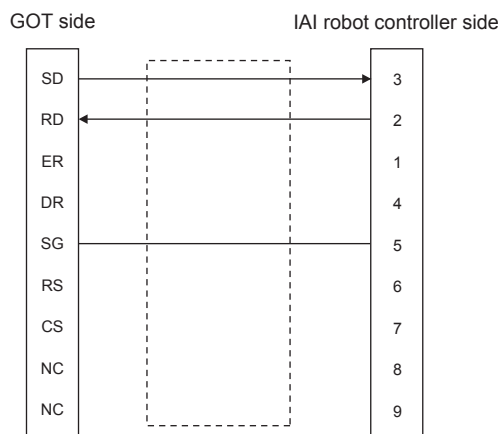 GOT side IAI robot controller side
SD 3
RD 2
ER 1
DR 4
SG 5
RS 6
CS 7
NC 8
NC 9